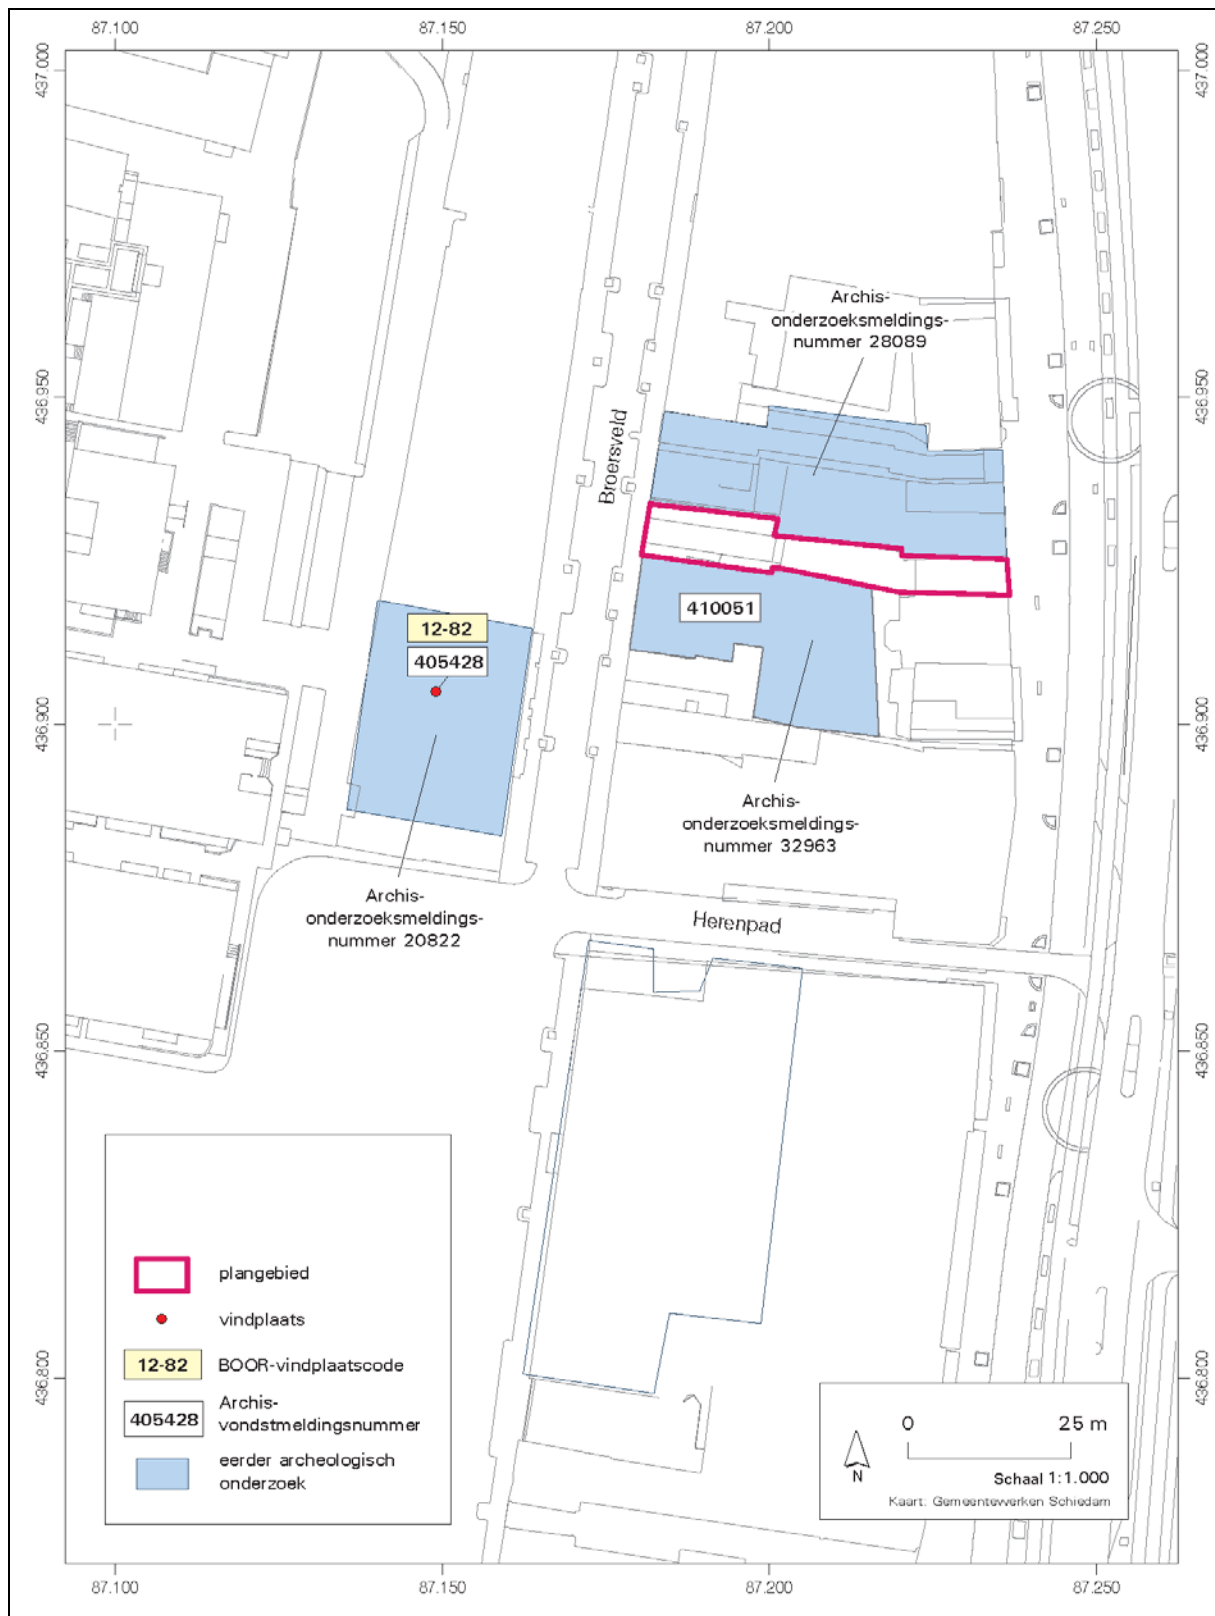 87.100
87.150
87.200
87.250
437.000
437.000
Archis-
onderzoeksmeldings-
nummer 28089
436.950
436.950
Broersveld
410051
12-82
405428
436.900
436.900
Archis-
onderzoeksmeldings-
nummer 32963
Archis-
onderzoeksmeldings-
nummer 20822
Herenpad
436.850
436.850
plangebied
vindplaats
12-82
BOOR-vindplaatscode
405428
Archis-
vondstmeldingsnummer
eerder archeologisch
onderzoek
436.800
436.800
0
25 m
N
Schaal 1:1.000
Kaart: Gemeentewerken Schiedam
87.100
87.150
87.200
87.250